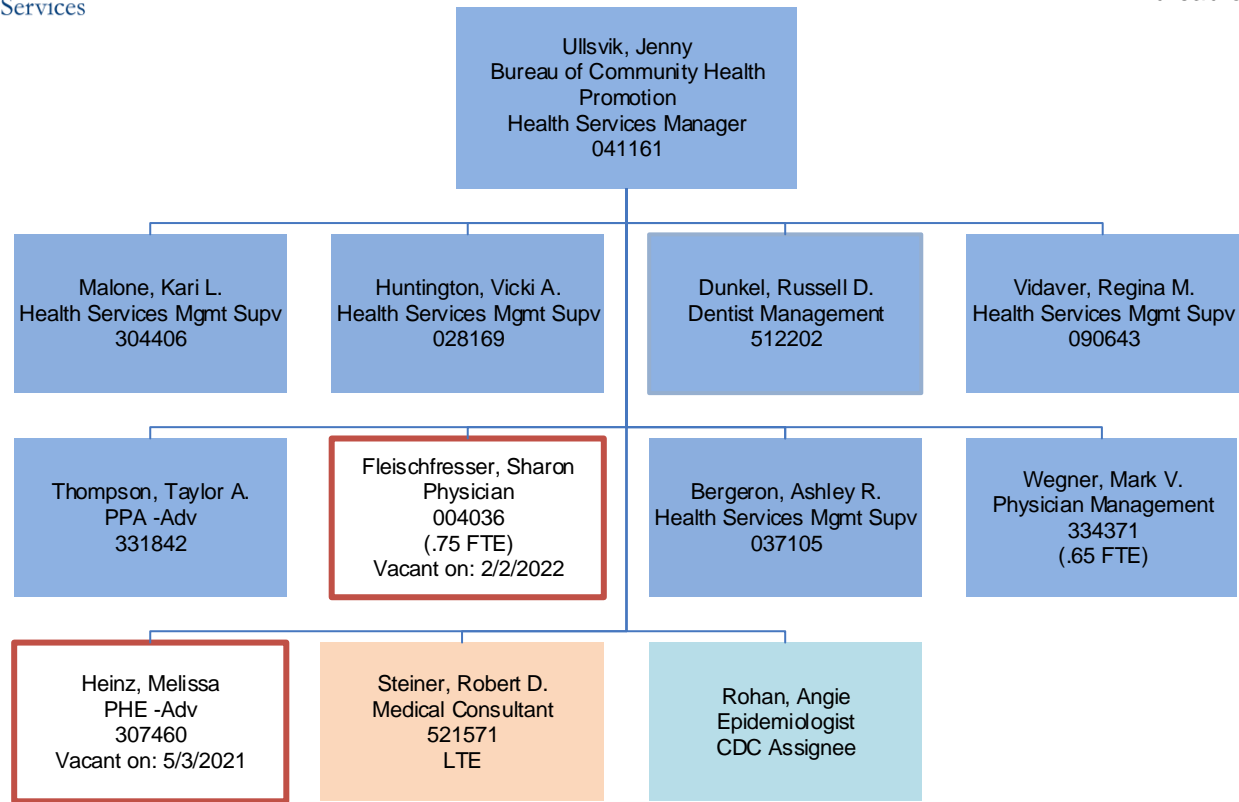 Services
Ullsvik, Jenny
Bureau of Community Health
Promotion
Health Services Manager
041161
Malone, Kari L.
Health Services Mgmt Supv
304406
Huntington, Vicki A.
Health Services Mgmt Supv
028169
Dunkel, Russell D.
Dentist Management
512202
Vidaver, Regina M.
Health Services Mgmt Supv
090643
Thompson, Taylor A.
PPA -Adv
331842
Fleischfresser, Sharon
Physician
004036
(.75 FTE)
Vacant on: 2/2/2022
Bergeron, Ashley R.
Health Services Mgmt Supv
037105
Wegner, Mark V.
Physician Management
334371
(.65 FTE)
Heinz, Melissa
PHE -Adv
307460
Vacant on: 5/3/2021
Steiner, Robert D.
Medical Consultant
521571
LTE
Rohan, Angie
Epidemiologist
CDC Assignee